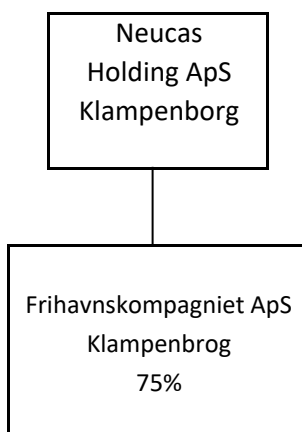 Neucas
Holding ApS
Klampenborg
Frihavnskompagniet ApS
Klampenbrog
75%